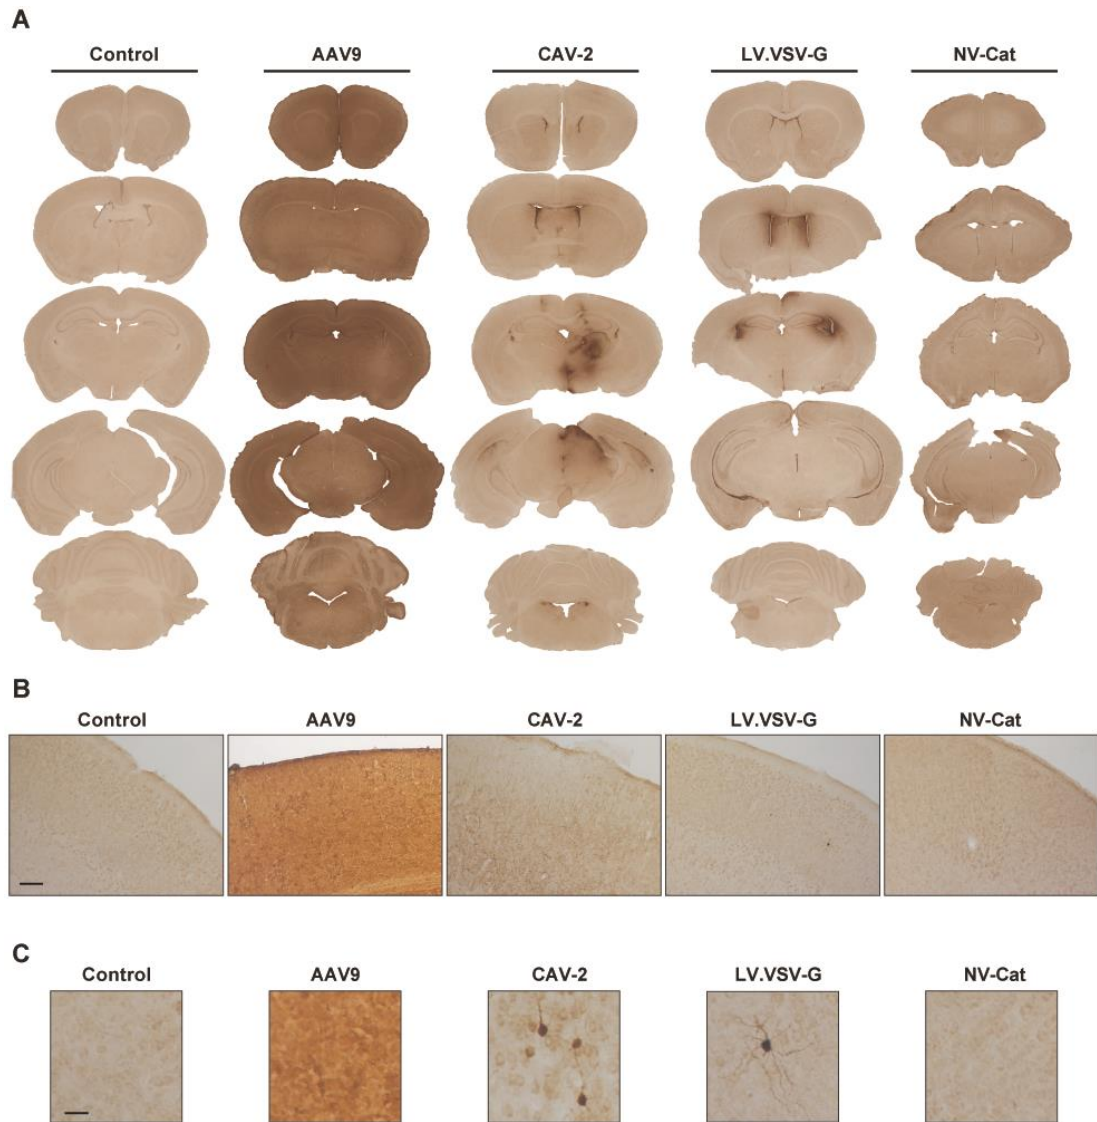 A
Control AAV9 CAV-2 LV.VSV-G NV-Cat
B
Control AAV9 CAV-2 LV.VSV-G NV-Cat
C
Control AAV9 CAV-2 LV.VSV-G NV-Cat